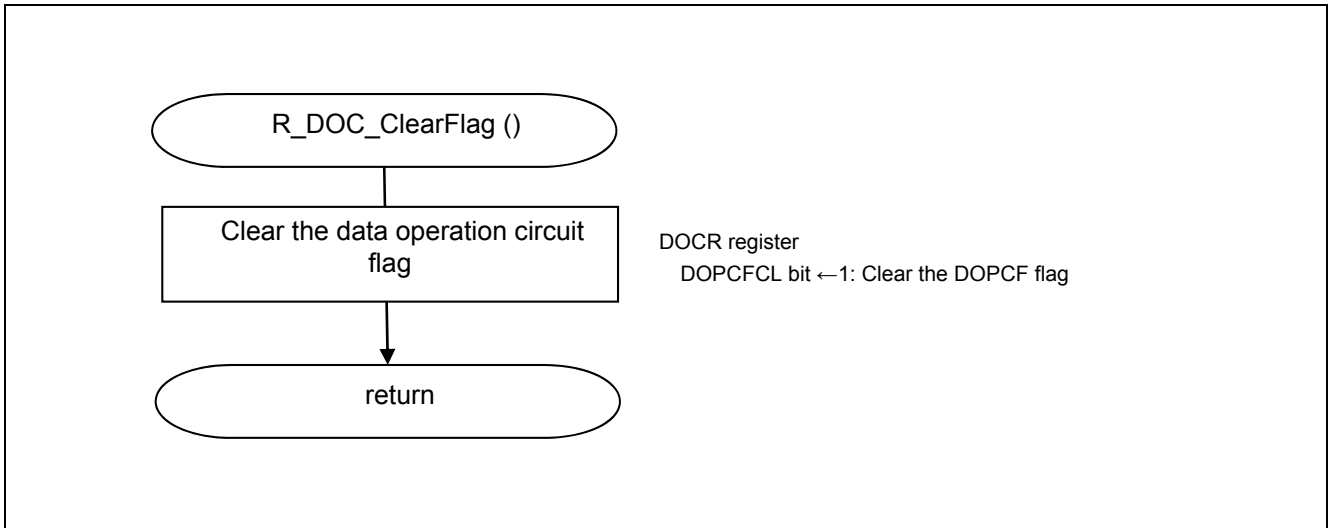 R_DOC_ClearFlag ()
Clear the data operation circuit
flag
DOCR register
DOPCFCL bit ←1: Clear the DOPCF flag
return